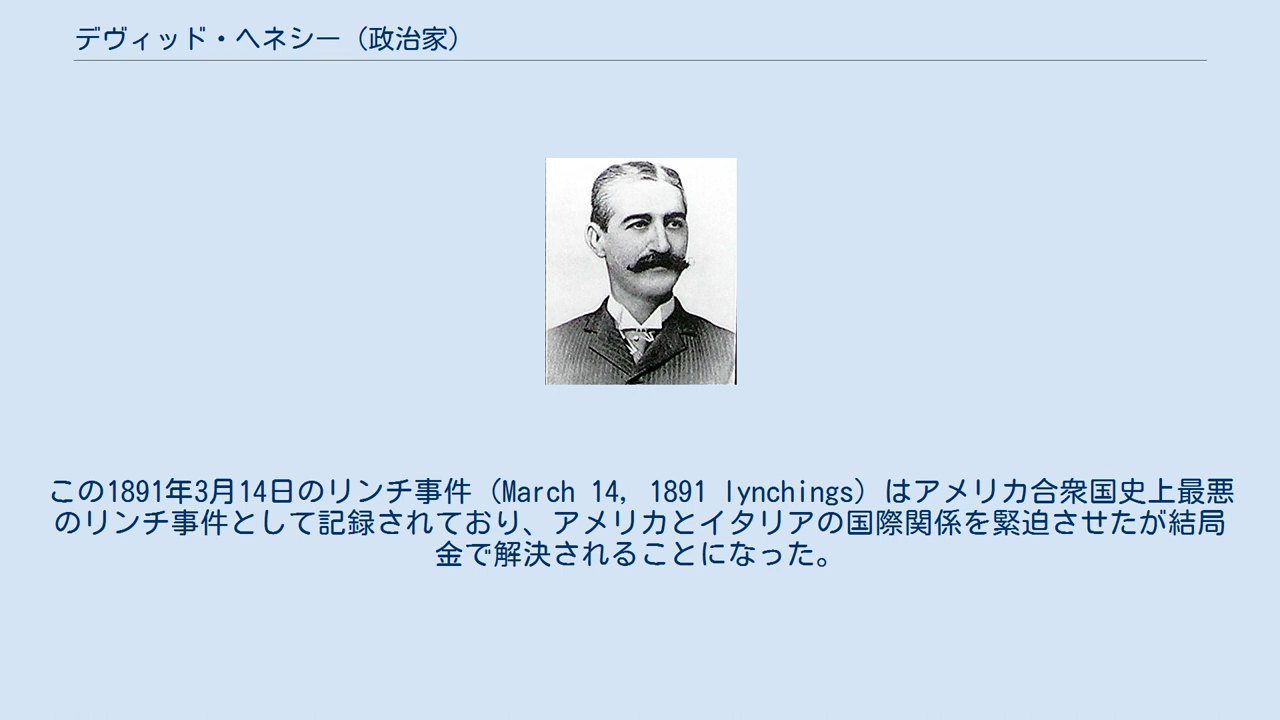 デヴィッド・ヘネシー（政治家）
この1891年3月14日のリンチ事件（March 14, 1891 lynchings）はアメリカ合衆国史上最悪
のリンチ事件として記録されており、アメリカとイタリアの国際関係を緊迫させたが結局
金で解決されることになった。